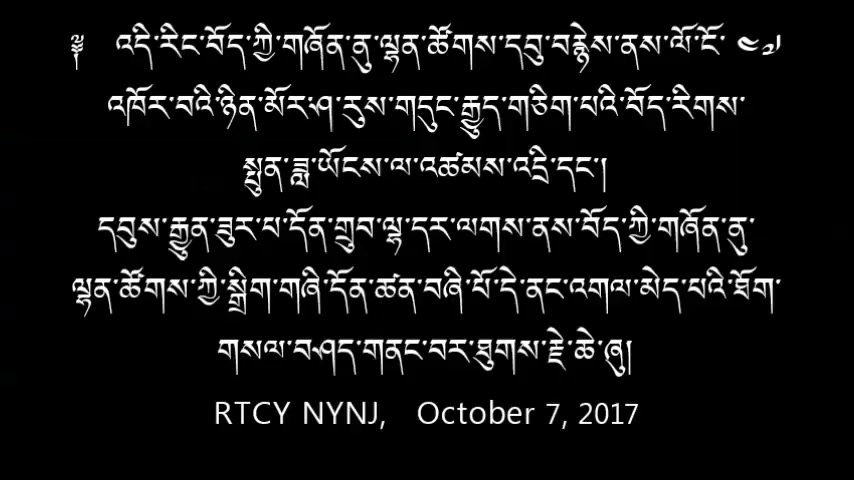 ༈ འདི་རིང་བོད་ཀྱི་གཞོན་ནུ་ལྷན་ཚོགས་དབུ་བརྙེས་ནས་ལོ་ངོ་ ༤༧
འཁོར་བའི་ཉིན་མོར་ཤ་རུས་གདུང་རྒྱུད་གཅིག་པའི་བོད་རིགས་
སྤུན་ཟླ་ཡོངས་ལ་འཚམས་འདྲི་དང་།
དབུས་རྒྱུན་ཟུར་པ་དོན་གྲུབ་ལྷ་དར་ལགས་ནས་བོད་ཀྱི་གཞོན་ནུ་
ལྷན་ཚོགས་ཀྱི་སྒྲིག་གཞི་དོན་ཚན་བཞི་པོ་དེ་ནང་འགལ་མེད་པའི་ཐོག་
གསལ་བཤད་གནང་བར་ཐུགས་རྗེ་ཆེ་ཞུ།
RTCY NYNJ, October 7, 2017